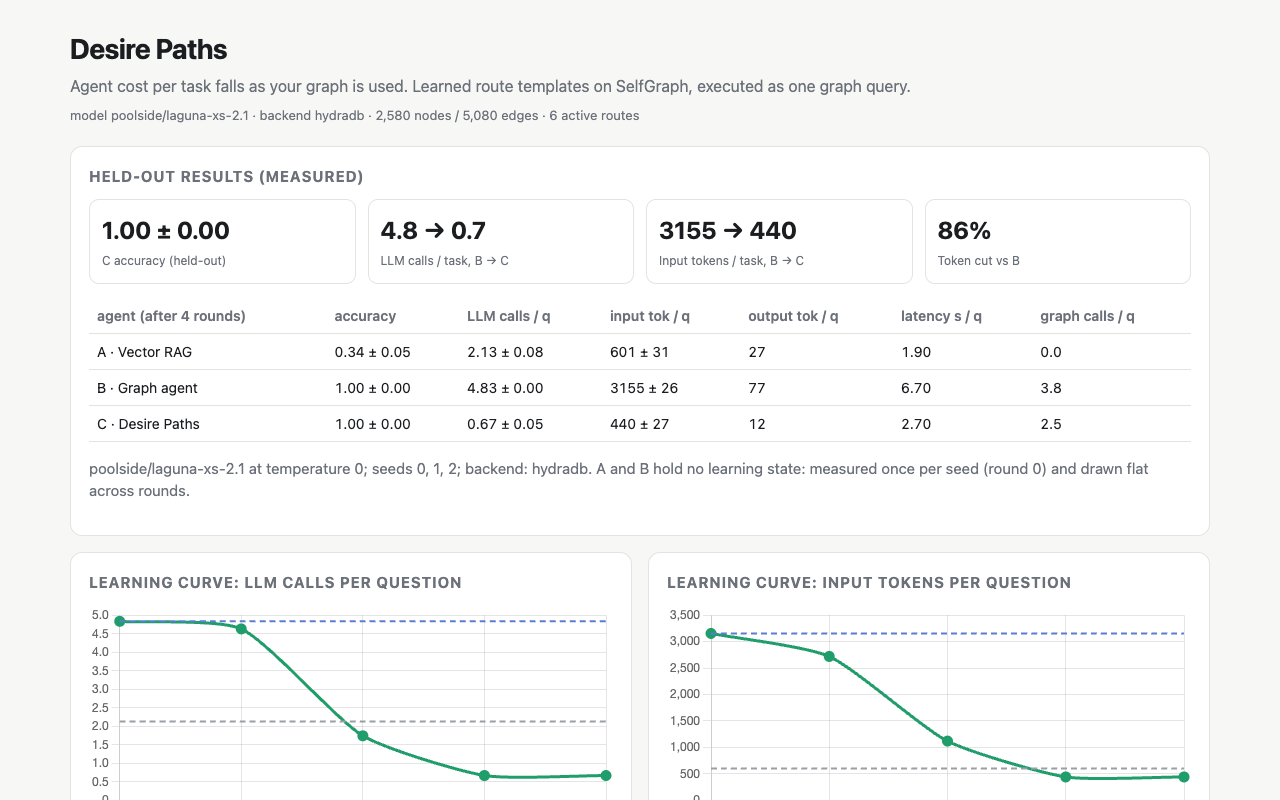 Desire Paths
Agent cost per task falls as your graph is used. Learned route templates on SelfGraph, executed as one graph query.
model poolside/laguna-xs-2.1 · backend hydradb · 2,580 nodes / 5,080 edges · 6 active routes
HELD-OUT RESULTS (MEASURED)
1.00 ± 0.00
C accuracy (held-out)
4.8 → 0.7
LLM calls / task, B → C
3155 → 440
Input tokens / task, B → C
86%
Token cut vs B
agent (after 4 rounds) accuracy LLM calls / q input tok / q output tok / q latency s / q graph calls / q
A · Vector RAG 0.34 ± 0.05 2.13 ± 0.08 601 ± 31 27 1.90 0.0
B · Graph agent 1.00 ± 0.00 4.83 ± 0.00 3155 ± 26 77 6.70 3.8
C · Desire Paths 1.00 ± 0.00 0.67 ± 0.05 440 ± 27 12 2.70 2.5
poolside/laguna-xs-2.1 at temperature 0; seeds 0, 1, 2; backend: hydradb. A and B hold no learning state: measured once per seed (round 0) and drawn flat
across rounds.
LEARNING CURVE: LLM CALLS PER QUESTION
5.0
4.5
4.0
3.5
3.0
2.5
2.0
1.5
1.0
0.5
0
LEARNING CURVE: INPUT TOKENS PER QUESTION
3,500
3,000
2,500
2,000
1,500
1,000
500
0